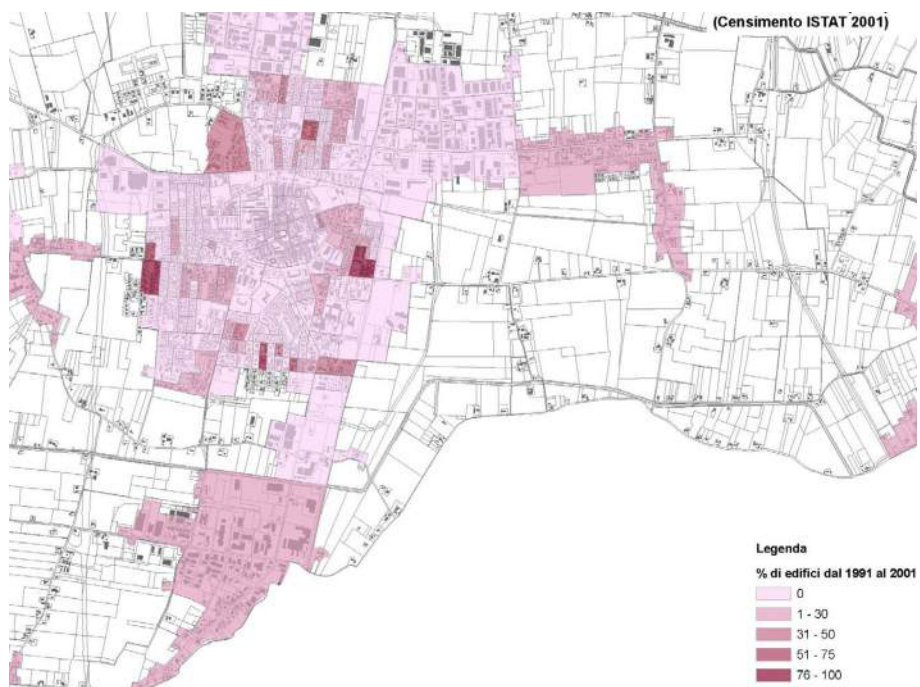 (Censimento ISTAT 2001)
Legenda
% di edifici dal 1991 al 2001
0
1 - 30
31 - 50
51 - 75
76 - 100